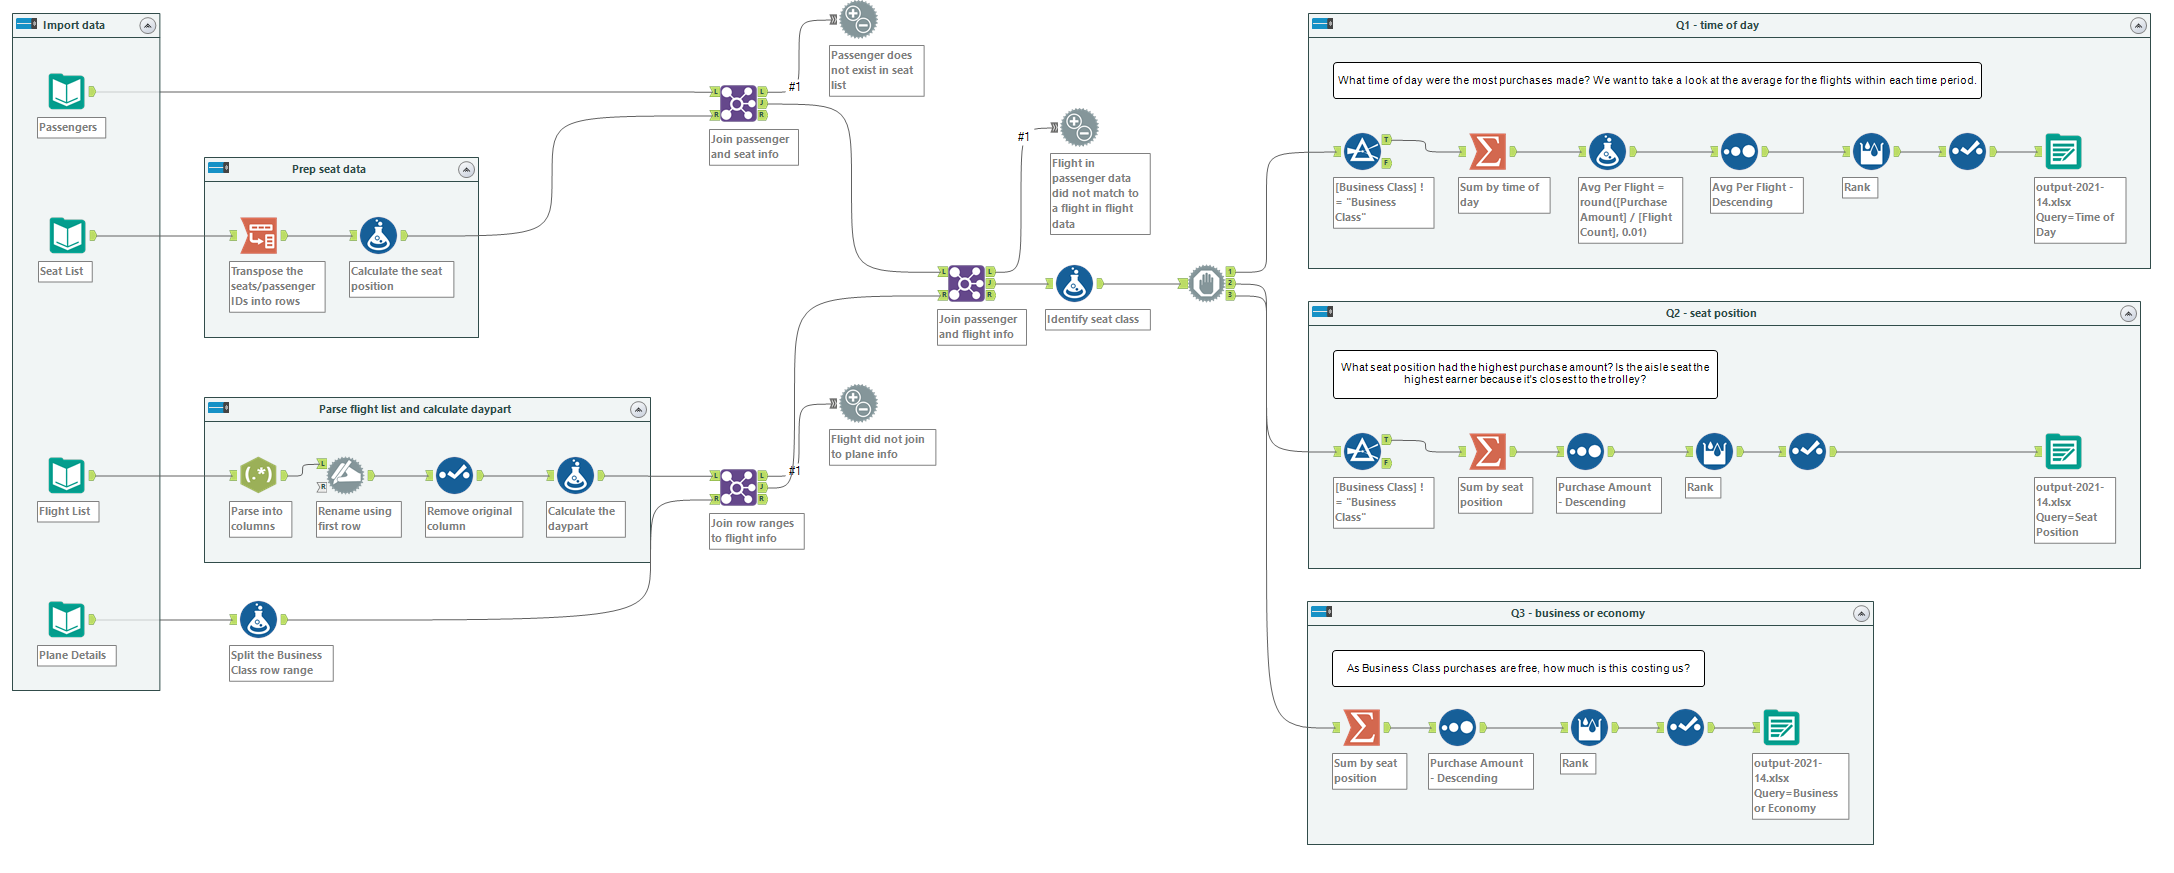 Import data
Passengers
Seat List
Flight List
Plane Details
Prep seat data
Transpose the
seats/passenger
IDs into rows
Calculate the seat
position
Parse flight list and calculate daypart
(.*)
L
R
Parse into
columns
Rename using
first row
Remove original
column
Calculate the
daypart
Split the Business
Class row range
L
R
L
J
R
#1
Join passenger
and seat info
Passenger does
not exist in seat
list
L
R
L
J
R
#1
Join row ranges
to flight info
Flight did not join
to plane info
L
R
L
J
R
#1
Join passenger
and flight info
Flight in
passenger data
did not match to
a flight in flight
data
Identify seat class
1
2
3
Q1 - time of day
What time of day were the most purchases made? We want to take a look at the average for the flights within each time period.
T
F
[Business Class] !
= "Business
Class"
Sum by time of
day
Avg Per Flight =
round([Purchase
Amount] / [Flight
Count], 0.01)
Avg Per Flight -
Descending
Rank
output-2021-
14.xlsx
Query=Time of
Day
Q2 - seat position
What seat position had the highest purchase amount? Is the aisle seat the
highest earner because it's closest to the trolley?
T
F
[Business Class] !
= "Business
Class"
Sum by seat
position
Purchase Amount
- Descending
Rank
output-2021-
14.xlsx
Query=Seat
Position
Q3 - business or economy
As Business Class purchases are free, how much is this costing us?
Sum by seat
position
Purchase Amount
- Descending
Rank
output-2021-
14.xlsx
Query=Business
or Economy